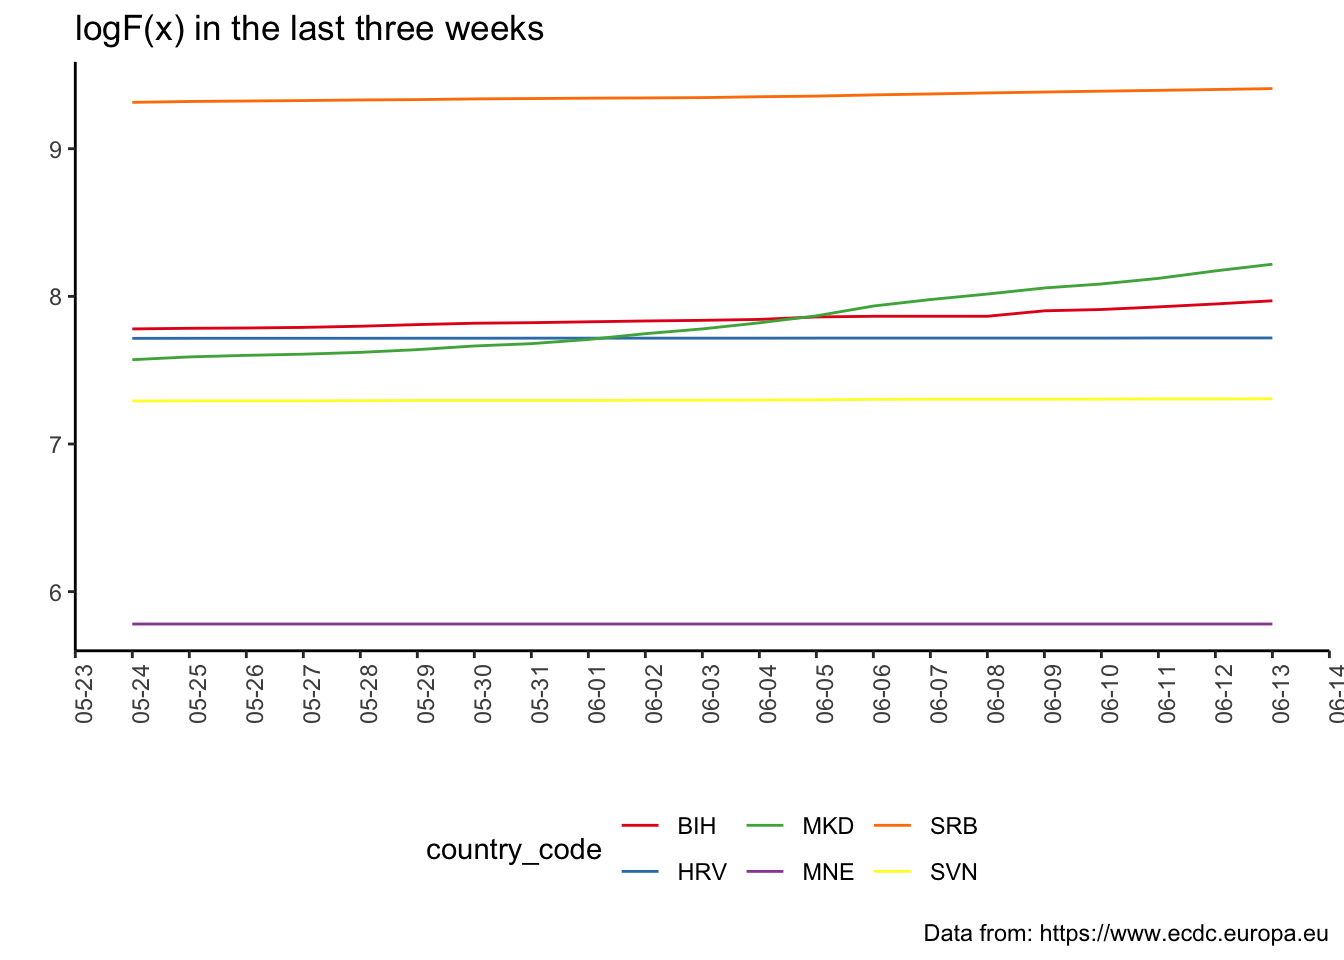 logF(x) in the last three weeks
9
8
7
6
05-23 05-24 05-25 05-26 05-27 05-28 05-29 05-30 05-31 06-01 06-02 06-03 06-04 06-05 06-06 06-07 06-08 06-09 06-10 06-11 06-12 06-13 06-14
country_code
BIH MKD SRB
HRV MNE SVN
Data from: https://www.ecdc.europa.eu